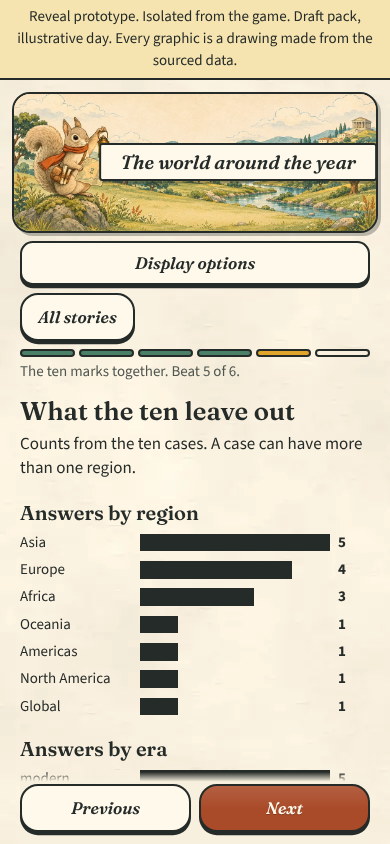 Reveal prototype. Isolated from the game. Draft pack,
illustrative day. Every graphic is a drawing made from the
sourced data.
The world around the year
Display options
All stories
The ten marks together. Beat 5 of 6.
What the ten leave out
Counts from the ten cases. A case can have more
than one region.
Answers by region
Asia 5
Europe 4
Africa 3
Oceania 1
Americas 1
North America 1
Global 1
Answers by era
modern 5
Previous
Next